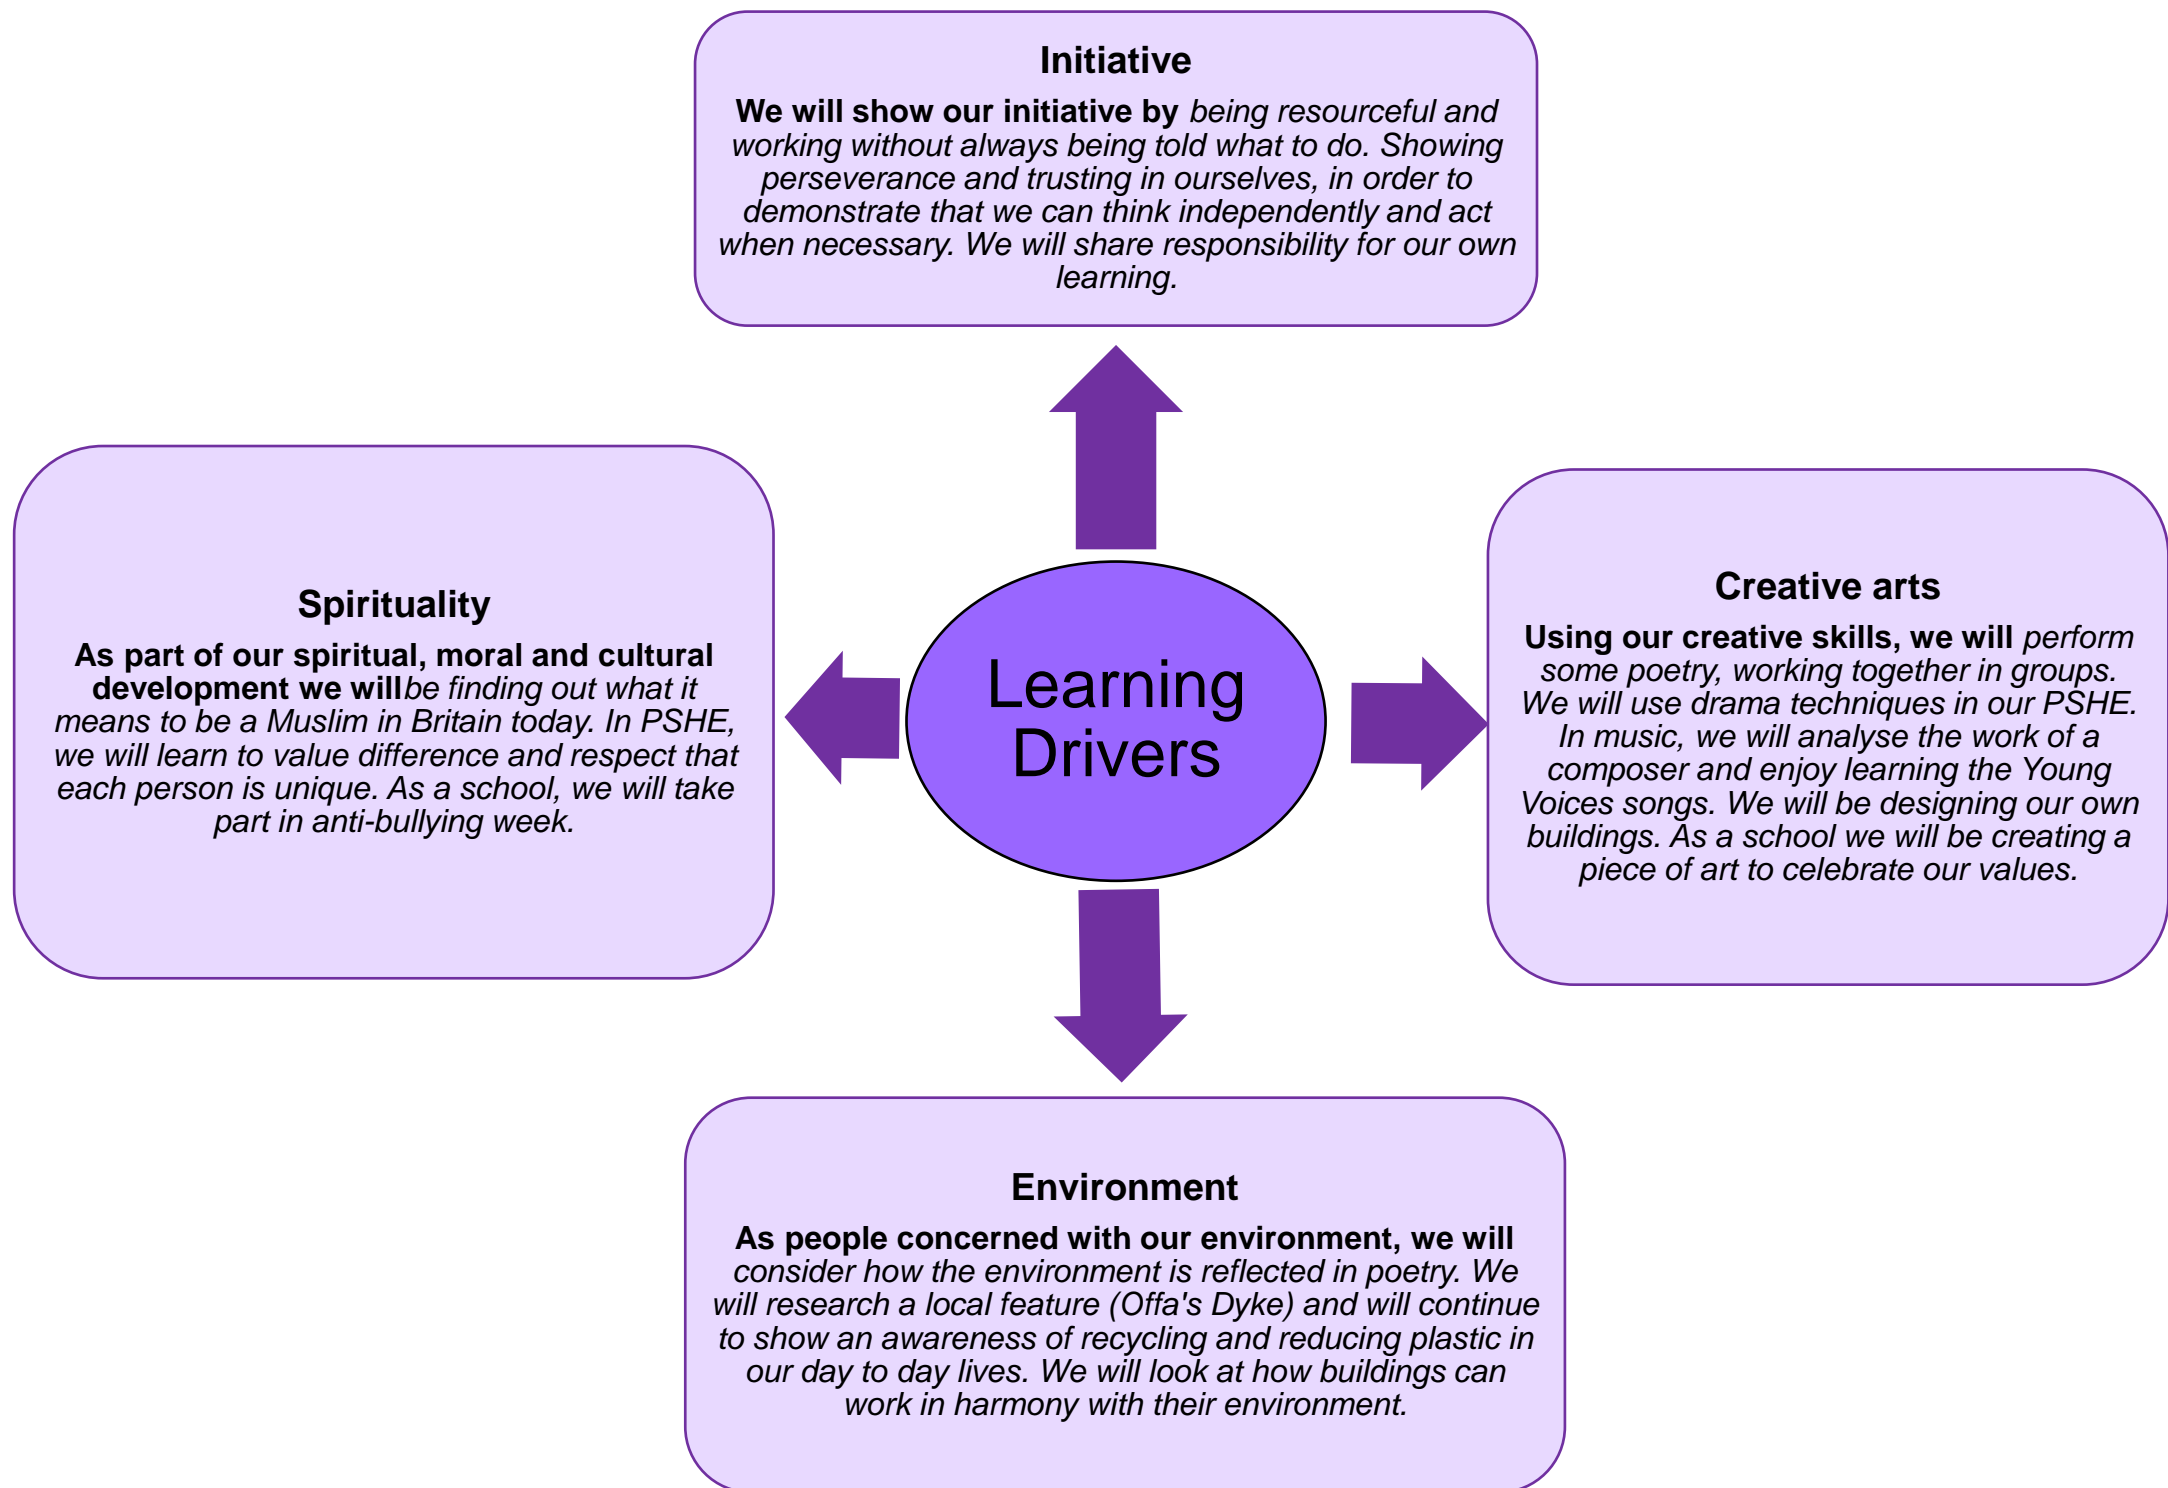 Initiative
We will show our initiative by being resourceful and
working without always being told what to do. Showing
perseverance and trusting in ourselves, in order to
demonstrate that we can think independently and act
when necessary. We will share responsibility for our own
learning.
Spirituality
As part of our spiritual, moral and cultural
development we will be finding out what it
means to be a Muslim in Britain today. In PSHE,
we will learn to value difference and respect that
each person is unique. As a school, we will take
part in anti-bullying week.
Learning
Drivers
Creative arts
Using our creative skills, we will perform
some poetry, working together in groups.
We will use drama techniques in our PSHE.
In music, we will analyse the work of a
composer and enjoy learning the Young
Voices songs. We will be designing our own
buildings. As a school we will be creating a
piece of art to celebrate our values.
Environment
As people concerned with our environment, we will
consider how the environment is reflected in poetry. We
will research a local feature (Offa's Dyke) and will continue
to show an awareness of recycling and reducing plastic in
our day to day lives. We will look at how buildings can
work in harmony with their environment.